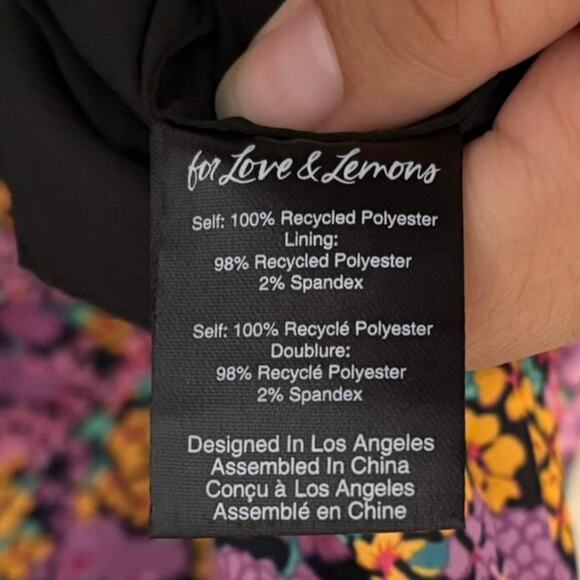 for Love & Lemons
Self: 100% Recycled Polyester
Lining:
98% Recycled Polyester
2% Spandex
Self: 100% Recyclé Polyester
Doublure:
98% Recyclé Polyester
2% Spandex
Designed In Los Angeles
Assembled In China
Conçu à Los Angeles
Assemblé en Chine